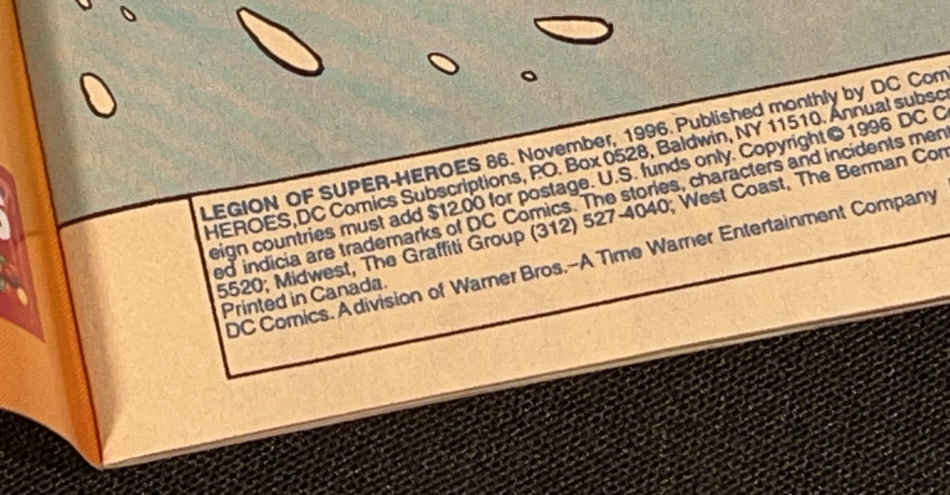 LEGION OF SUPER-HEROES 86. November, 1996. Published monthly by DC Com
HEROES, DC Comics Subscriptions, P.O. Box 0528, Baldwin, NY 11510. Annual subscr
eign countries must add $12.00 for postage. U.S. funds only. Copyright © 1996 DC C
ed indicia are trademarks of DC Comics. The stories, characters and incidents men
5520; Midwest, The Graffiti Group (312) 527-4040; West Coast, The Berman Com
Printed in Canada.
DC Comics. A division of Warner Bros.–A Time Warner Entertainment Company